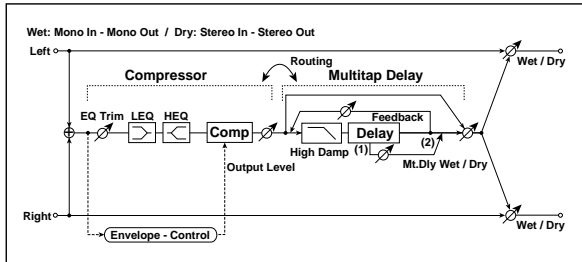 Wet: Mono In - Mono Out / Dry: Stereo In - Stereo Out
Left
Wet / Dry
Routing
Compressor
Multitap Delay
EQ Trim
LEQ
HEQ
Feedback
Comp
Delay
High Damp
(1)
(2)
Output Level
Mt.Dly Wet / Dry
Right
Envelope - Control
Wet / Dry